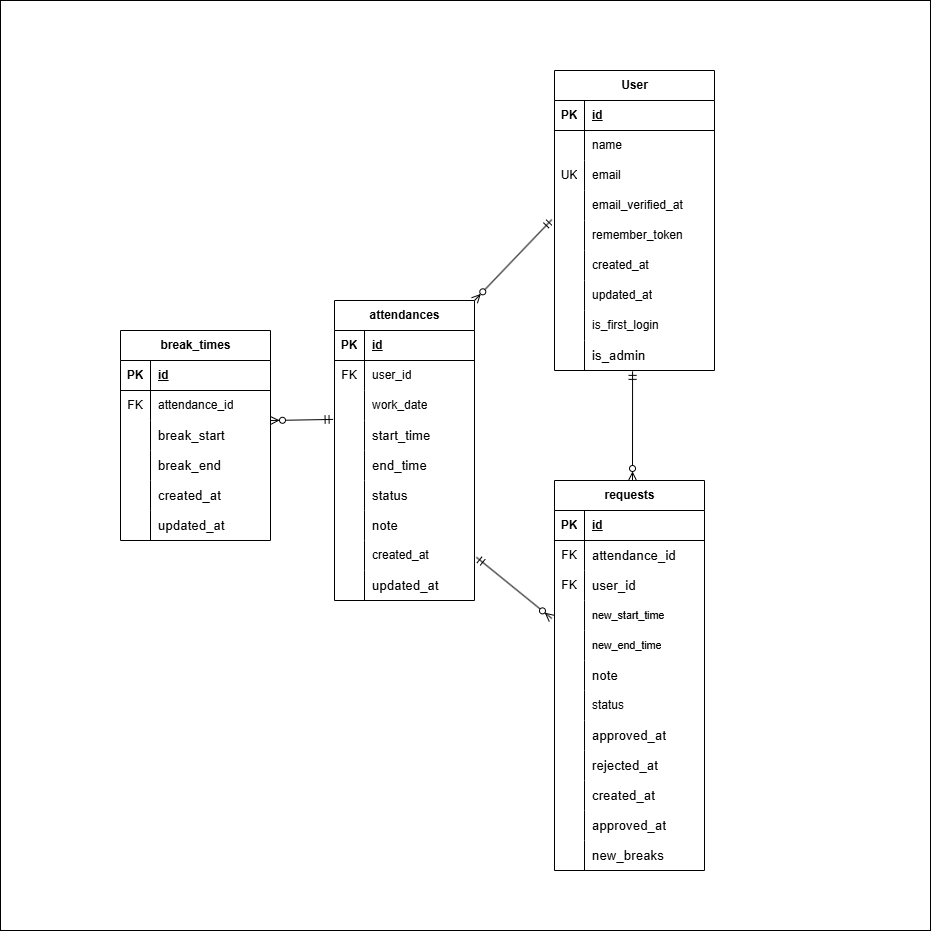 User
PK id
name
UK email
email_verified_at
remember_token
created_at
updated_at
is_first_login
is_admin
attendances
PK id
FK user_id
work_date
start_time
end_time
status
note
created_at
updated_at
break_times
PK id
FK attendance_id
break_start
break_end
created_at
updated_at
requests
PK id
FK attendance_id
FK user_id
new_start_time
new_end_time
note
status
approved_at
rejected_at
created_at
approved_at
new_breaks